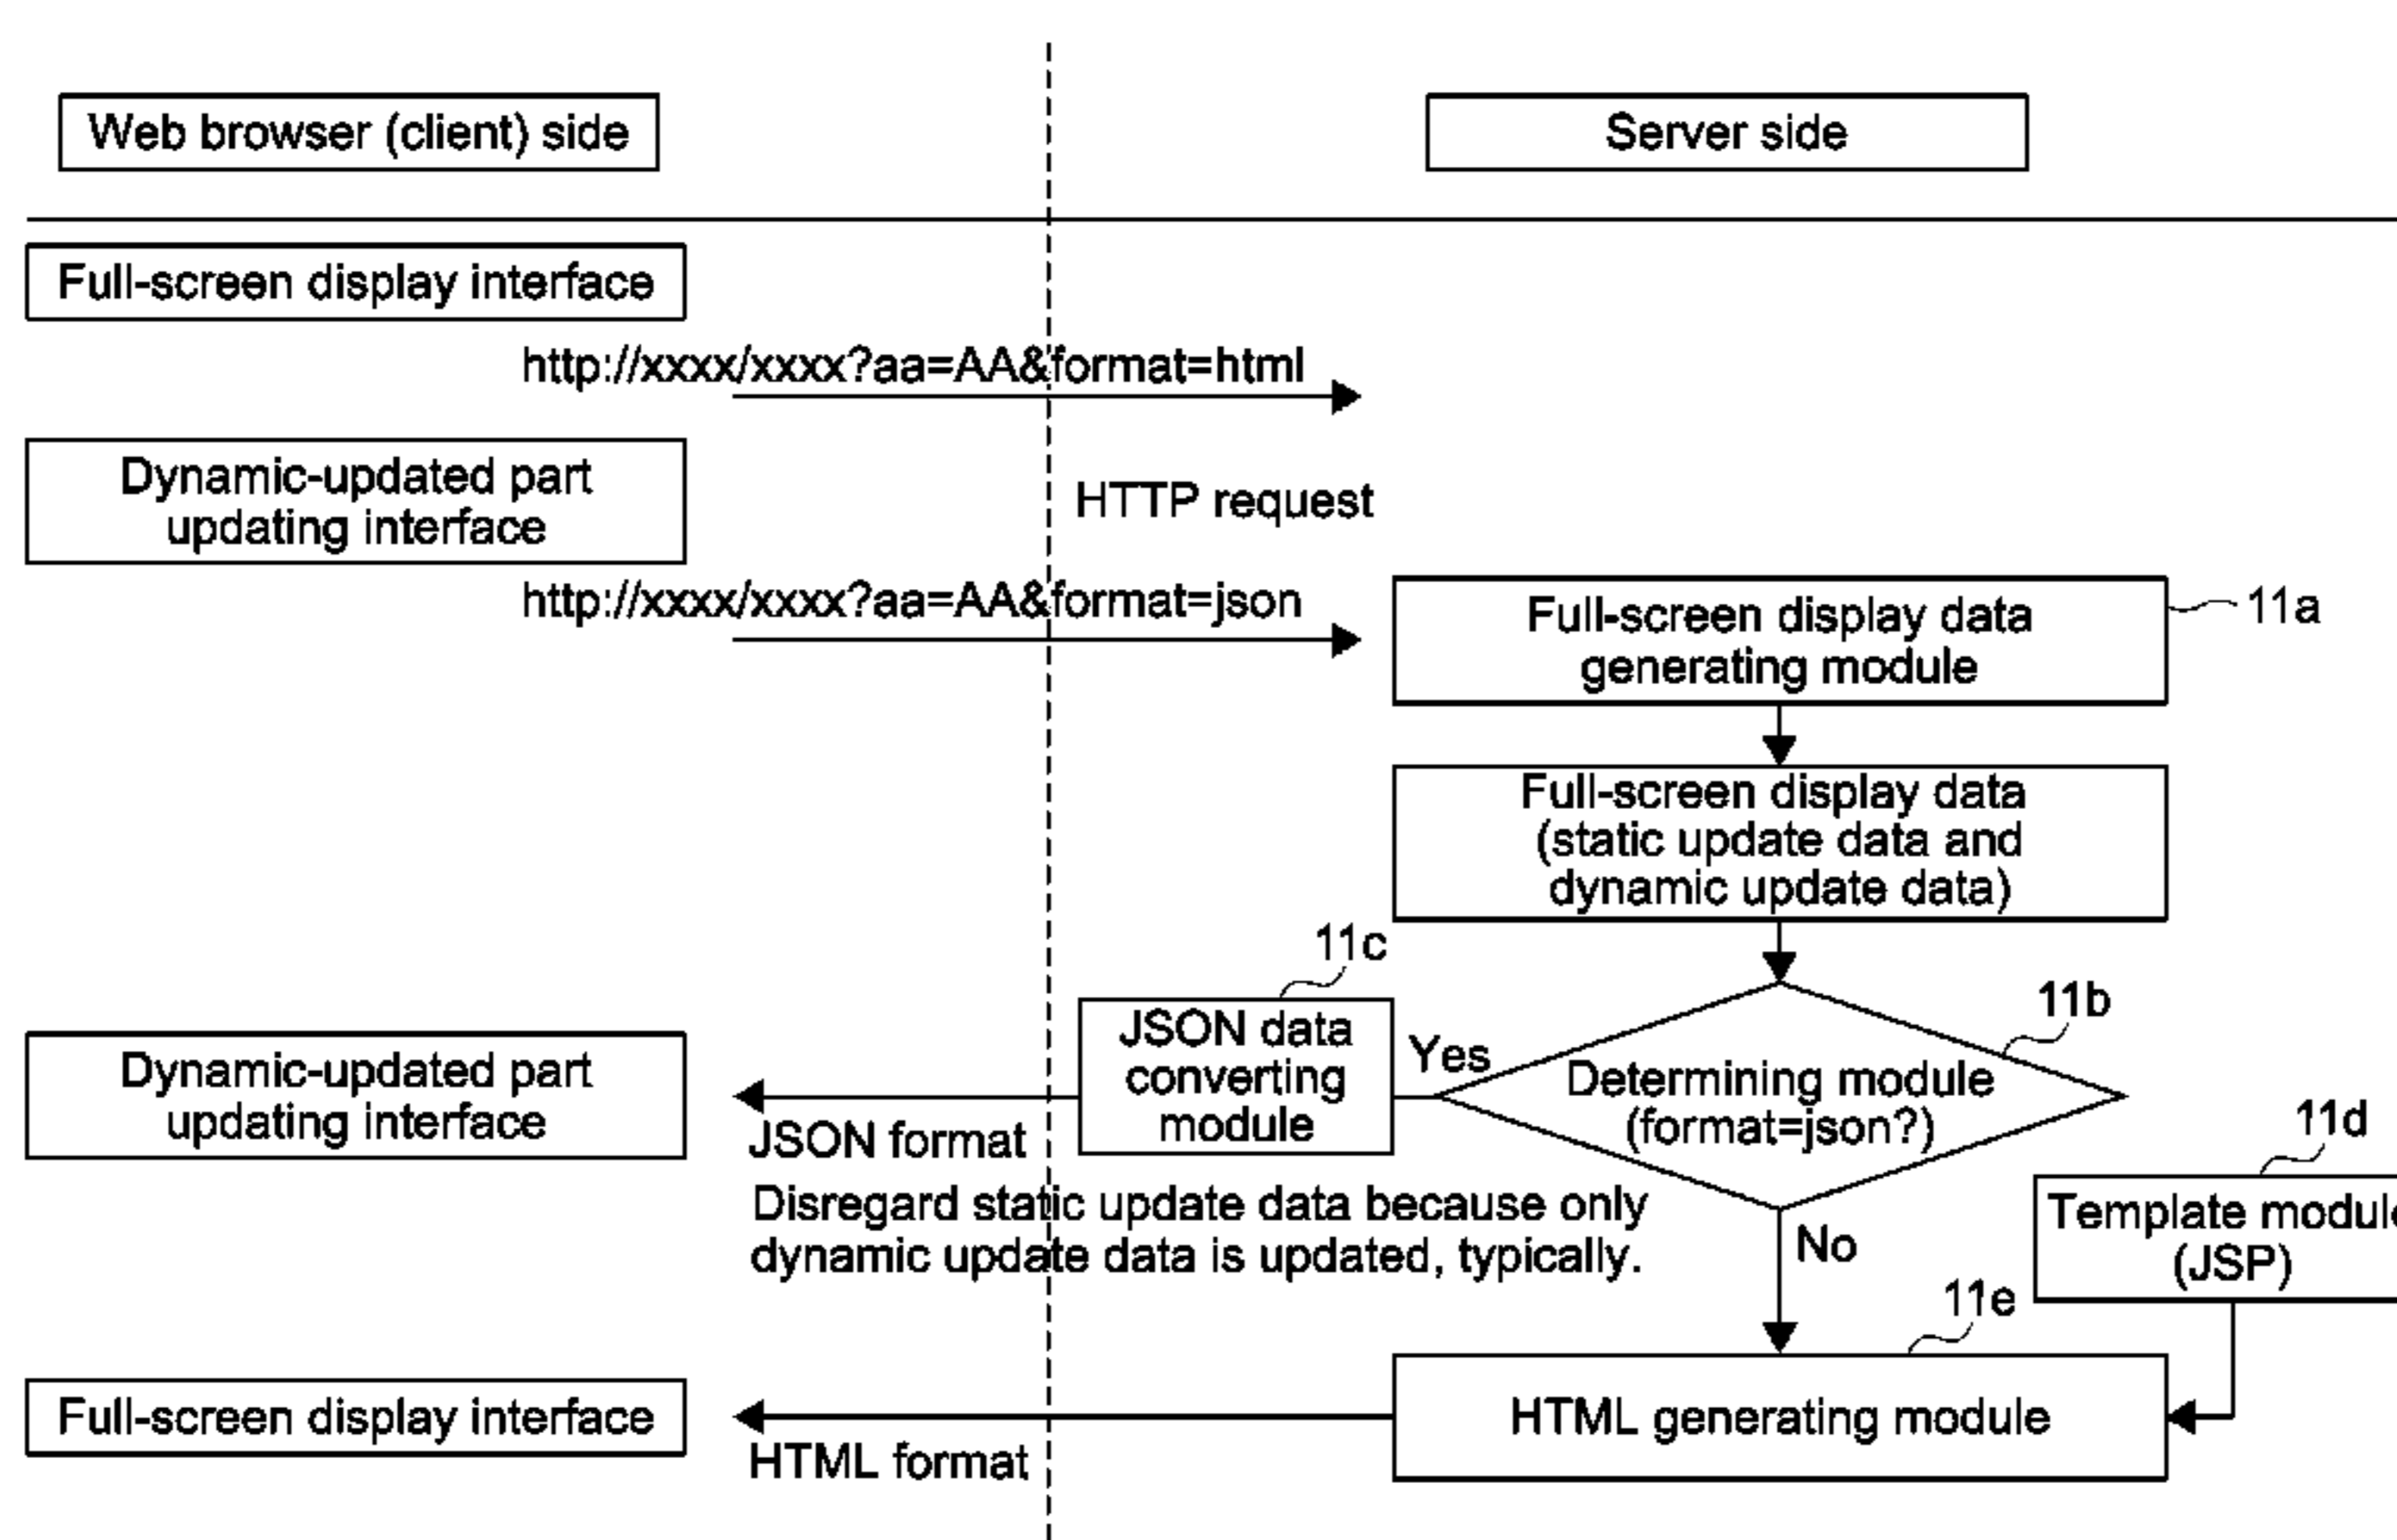 Web browser (client) side
Server side
Full-screen display interface
http://xxxx/xxxx?aa=AA&format=html
Dynamic-updated part
updating interface
HTTP request
http://xxxx/xxxx?aa=AA&format=json
Full-screen display data
generating module
11a
Full-screen display data
(static update data and
dynamic update data)
11c
11b
JSON data
converting
module
Yes
Determining module
(format=json?)
Dynamic-updated part
updating interface
JSON format
11d
Disregard static update data because only
dynamic update data is updated, typically.
No
Template module
(JSP)
11e
Full-screen display interface
HTML generating module
HTML format